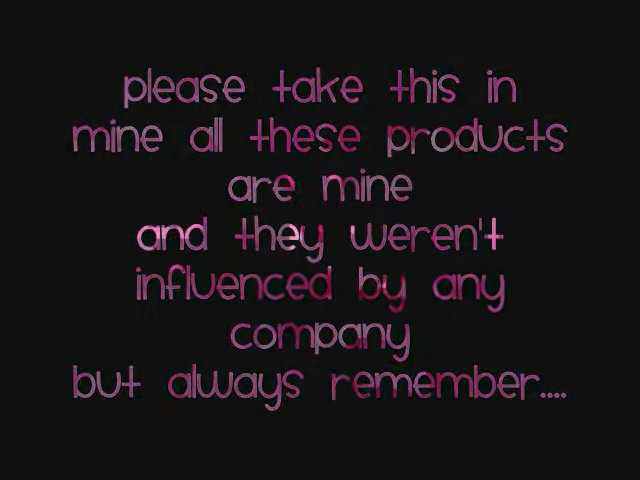 please take this in
mine all these products
are mine
and they weren't
influenced by any
company
but always remember....